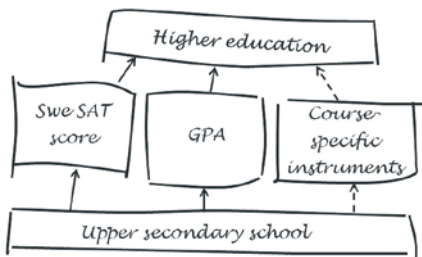 Higher education
Swe SAT
score
GPA
Course-
specific
instruments
Upper secondary school